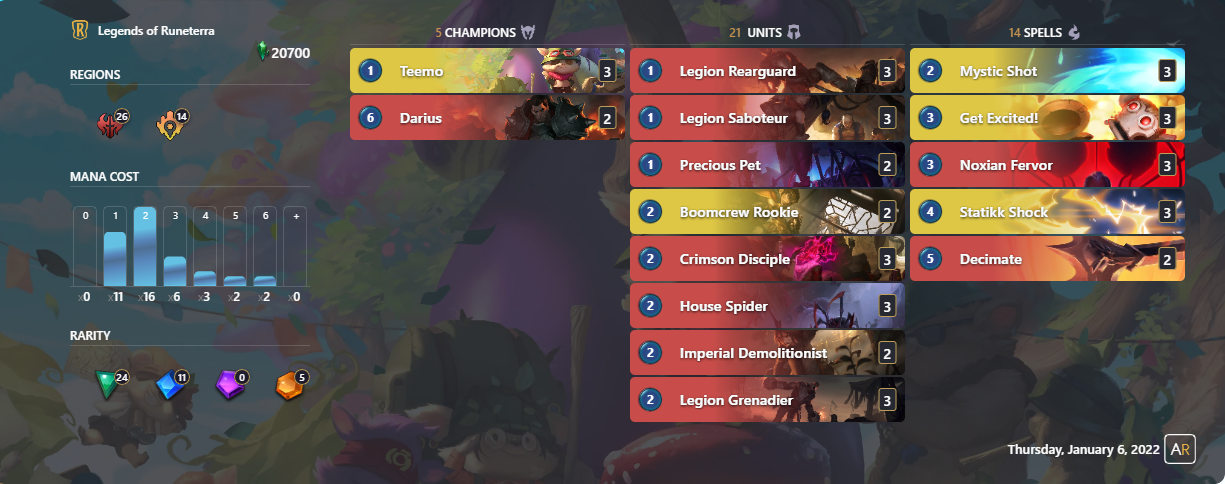 Legends of Runeterra
20700
REGIONS
26 14
MANA COST
0 1 2 3 4 5 6 +
x0 x11 x16 x6 x3 x2 x2 x0
RARITY
24 11 0 5
5 CHAMPIONS
1 Teemo 3
6 Darius 2
21 UNITS
1 Legion Rearguard 3
1 Legion Saboteur 3
1 Precious Pet 2
2 Boomcrew Rookie 2
2 Crimson Disciple 3
2 House Spider 3
2 Imperial Demolitionist 2
2 Legion Grenadier 3
14 SPELLS
2 Mystic Shot 3
3 Get Excited! 3
3 Noxian Fervor 3
4 Statikk Shock 3
5 Decimate 2
Thursday, January 6, 2022 AR